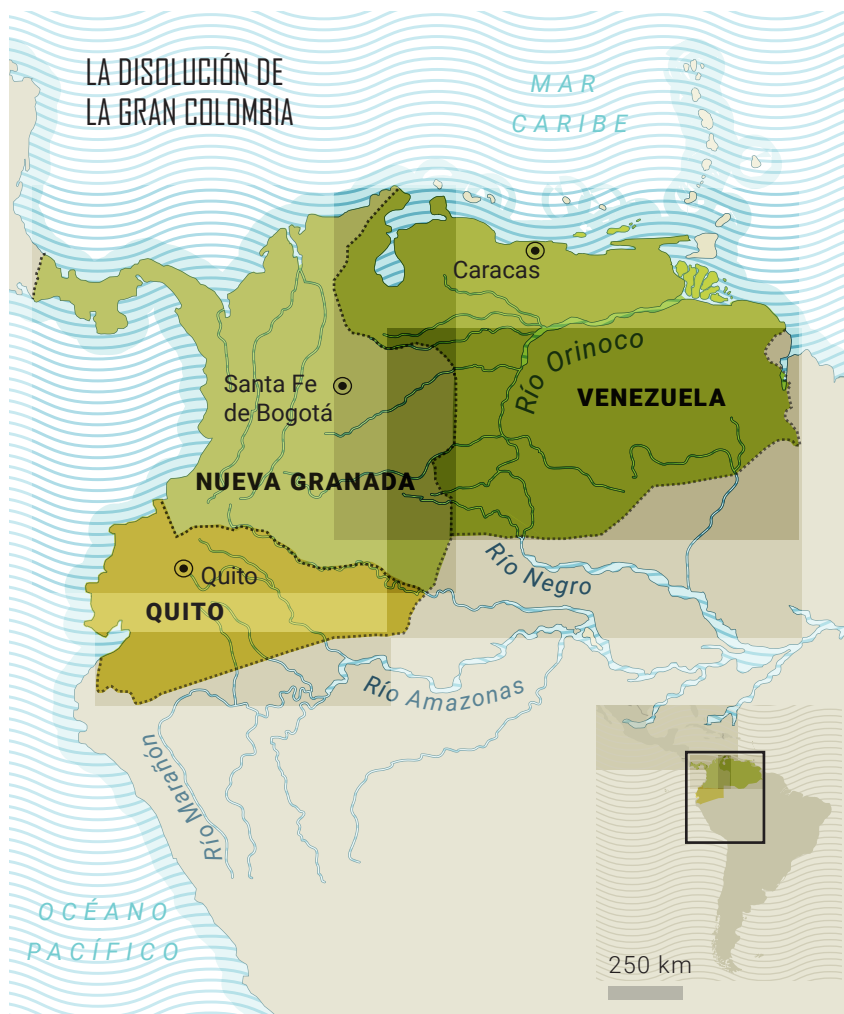 LA DISOLUCIÓN DE
LA GRAN COLOMBIA
MAR
CARIBE
Caracas
Río Orinoco
Santa Fe
de Bogotá
VENEZUELA
NUEVA GRANADA
Quito
Río Negro
QUITO
Río Amazonas
Río Marañón
OCÉANO
PACÍFICO
250 km